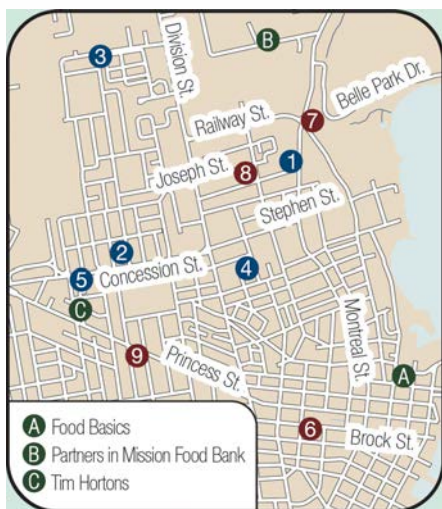 3
Division St.
B
Belle Park Dr.
Railway St.
7
1
Joseph St.
8
Stephen St.
2
Concession St.
4
5
C
Montreal St.
9
Princess St.
A
6
Brock St.
A Food Basics
B Partners in Mission Food Bank
C Tim Hortons